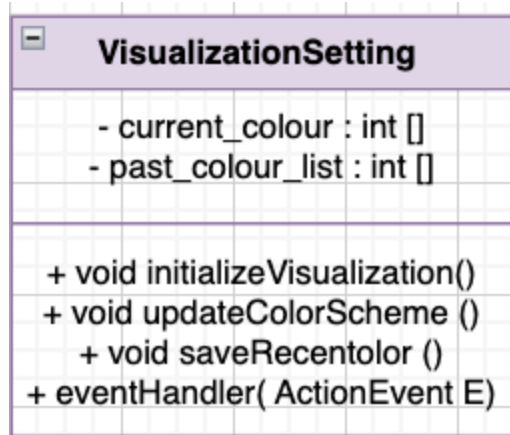 VisualizationSetting
- current_colour : int []
- past_colour_list : int []
+ void initializeVisualization()
+ void updateColorScheme ()
+ void saveRecentolor ()
+ eventHandler( ActionEvent E)